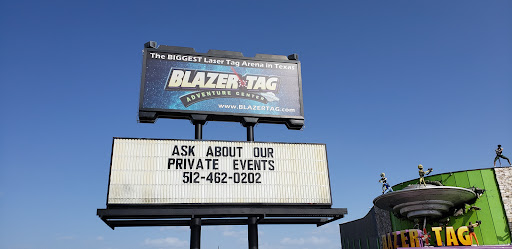 The BIGGEST Laser Tag Arena in Texas
BLAZER TAG
ADVENTURE CENTER
www.BLAZERTAG.com
ASK ABOUT OUR
PRIVATE EVENTS
512-462-0202
BLAZER TAG